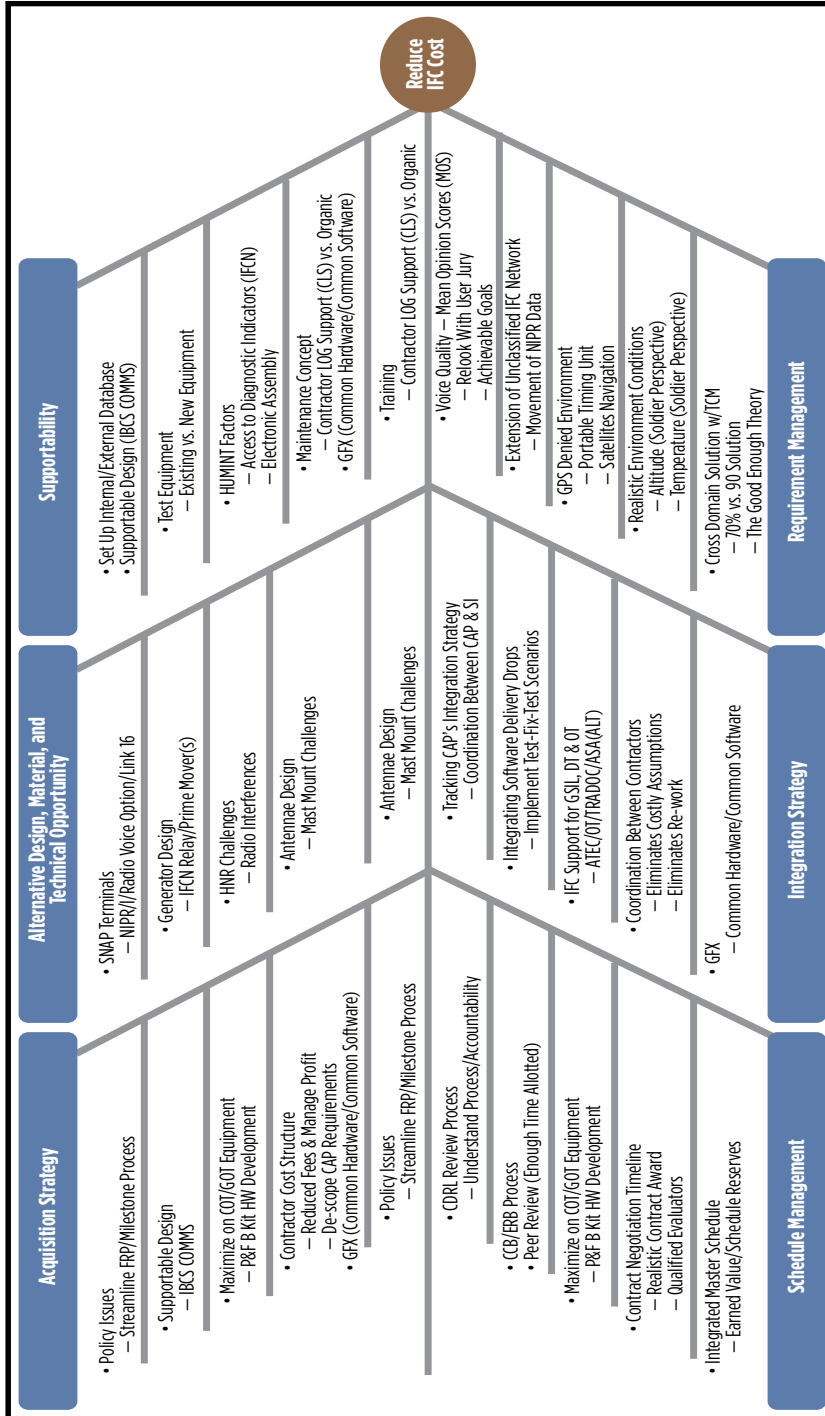 Reduce
IFC Cost
Acquisition Strategy
• Policy Issues
— Streamline FRP/Milestone Process
• Supportable Design
— IBCS COMMS
• Maximize on COT/GOT Equipment
— P&F B Kit HW Development
• Contractor Cost Structure
— Reduced Fees & Manage Profit
— De-scope CAP Requirements
• GFX (Common Hardware/Common Software)
• Policy Issues
— Streamline FRP/Milestone Process
Alternative Design, Material, and
Technical Opportunity
• SNAP Terminals
— NIPR/I/Radio Voice Option/Link 16
• Generator Design
— IFCN Relay/Prime Mover(s)
• HNR Challenges
— Radio Interferences
• Antennae Design
— Mast Mount Challenges
• Antennae Design
— Mast Mount Challenges
Supportability
• Set Up Internal/External Database
• Supportable Design (IBCS COMMS)
• Test Equipment
— Existing vs. New Equipment
• HUMINT Factors
— Access to Diagnostic Indicators (IFCN)
— Electronic Assembly
• Maintenance Concept
— Contractor LOG Support (CLS) vs. Organic
• GFX (Common Hardware/Common Software)
• Training
— Contractor LOG Support (CLS) vs. Organic
• CDRL Review Process
— Understand Process/Accountability
• CCB/ERB Process
• Peer Review (Enough Time Allotted)
• Maximize on COT/GOT Equipment
— P&F B Kit HW Development
• Contract Negotiation Timeline
— Realistic Contract Award
— Qualified Evaluators
• Integrated Master Schedule
— Earned Value/Schedule Reserves
Schedule Management
• Tracking CAP's Integration Strategy
— Coordination Between CAP & SI
• Integrating Software Delivery Drops
— Implement Test-Fix-Test Scenarios
• IFC Support for GSIL, DT & OT
— ATEC/OT/TRADOC/ASA(ALT)
• Coordination Between Contractors
— Eliminates Costly Assumptions
— Eliminates Re-work
• GFX
— Common Hardware/Common Software
Integration Strategy
• Voice Quality — Mean Opinion Scores (MOS)
— Relook With User Jury
— Achievable Goals
• Extension of Unclassified IFC Network
— Movement of NIPR Data
• GPS Denied Environment
— Portable Timing Unit
— Satellites Navigation
• Realistic Environment Conditions
— Altitude (Soldier Perspective)
— Temperature (Soldier Perspective)
• Cross Domain Solution w/TCM
— 70% vs. 90 Solution
— The Good Enough Theory
Requirement Management